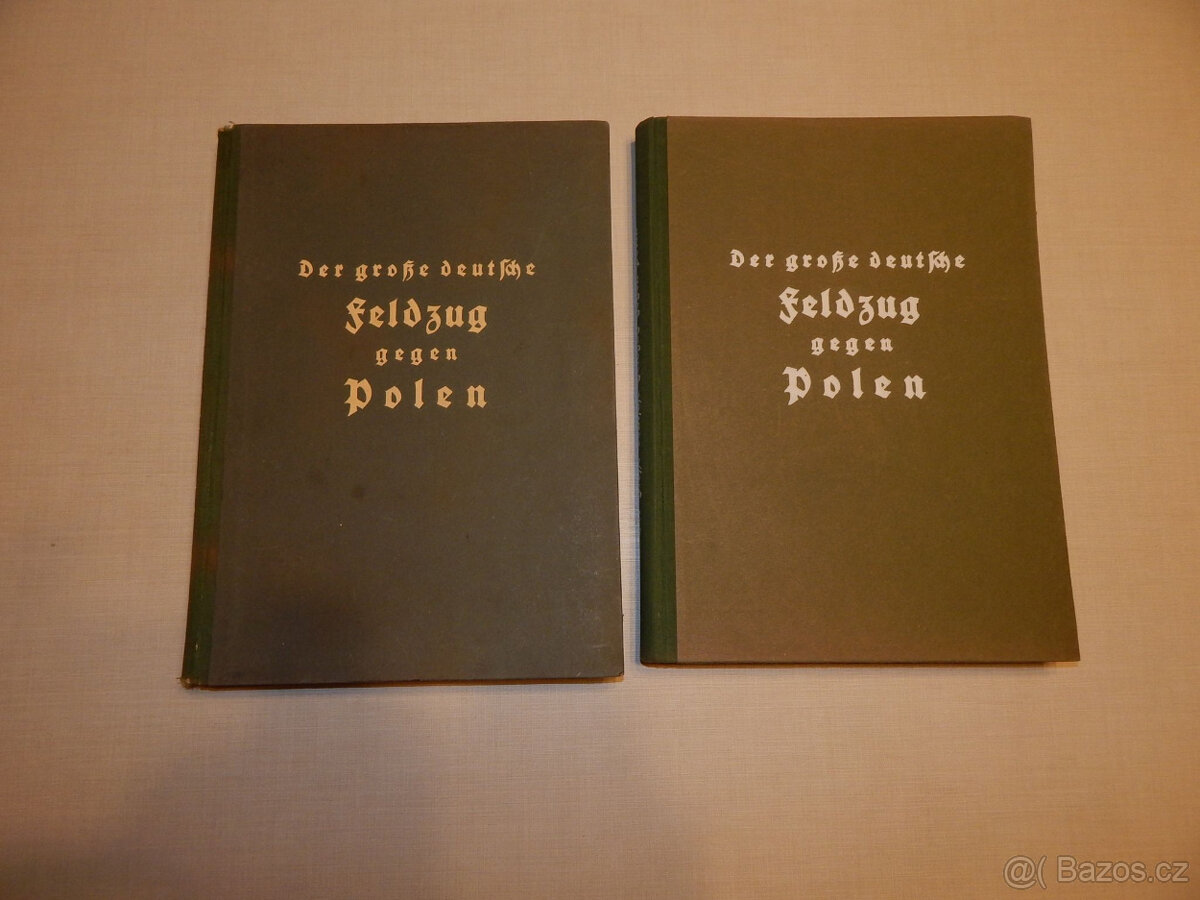 Der große deutsche
Feldzug
gegen
Polen
Der große deutsche
Feldzug
gegen
Polen
@( Bazos.cz